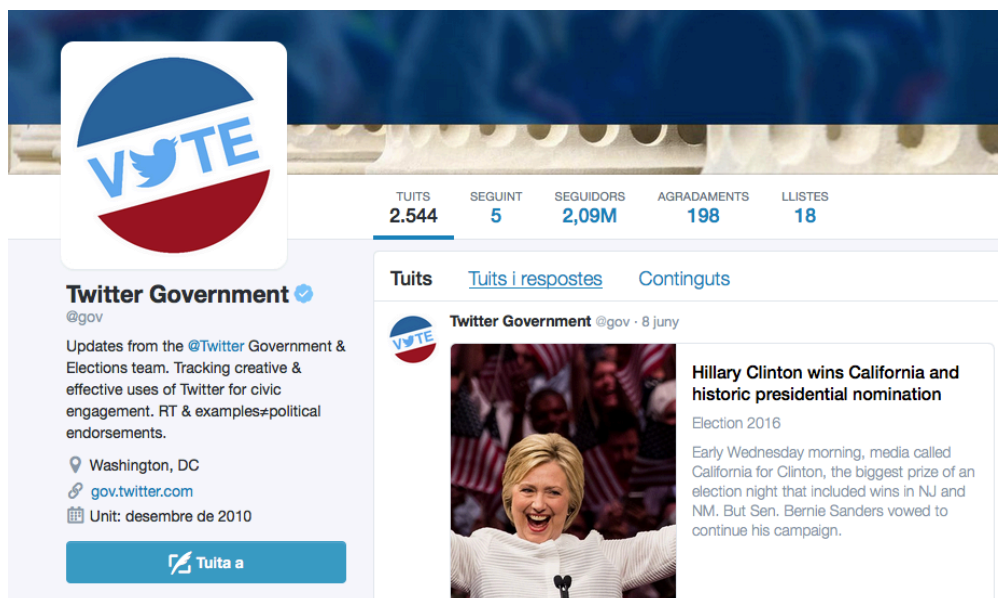 VOTE
TUITS SEGUINT SEGUIDORS AGRADAMENTS LLISTES
2.544 5 2,09M 198 18
Twitter Government
@gov
Updates from the @Twitter Government &
Elections team. Tracking creative &
effective uses of Twitter for civic
engagement. RT & examples≠political
endorsements.
Washington, DC
gov.twitter.com
Unit: desembre de 2010
Tuita a
Tuits Tuits i respostes Continguts
VOTE
Twitter Government @gov · 8 juny
Hillary Clinton wins California and
historic presidential nomination
Election 2016
Early Wednesday morning, media called
California for Clinton, the biggest prize of an
election night that included wins in NJ and
NM. But Sen. Bernie Sanders vowed to
continue his campaign.